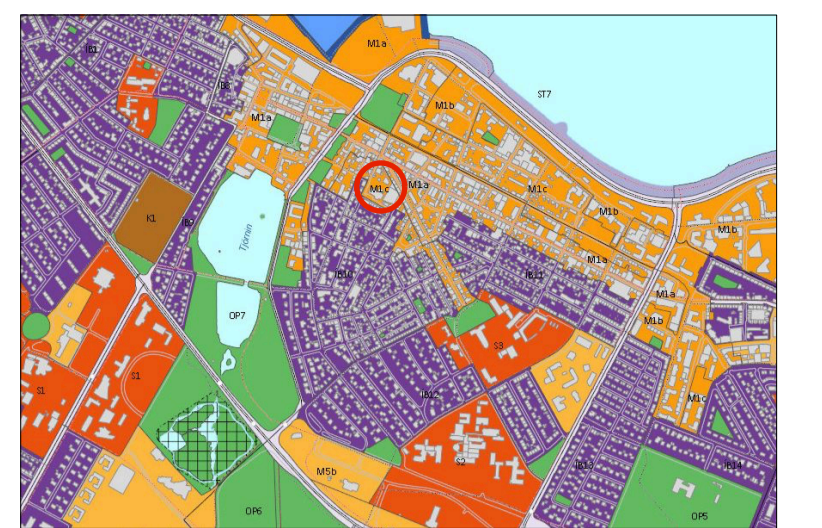 M1a
ÍB1
M1b
ST7
ÍB8
M1a
M1c
M1a
M1c
M1b
K1
ÍB9
Tjörnin
M1b
M1a
ÍB10
ÍB11
M1a
OP7
M1b
S3
S1
S1
ÍB12
M1c
S2
M5b
ÍB13
ÍB14
OP6
OP5